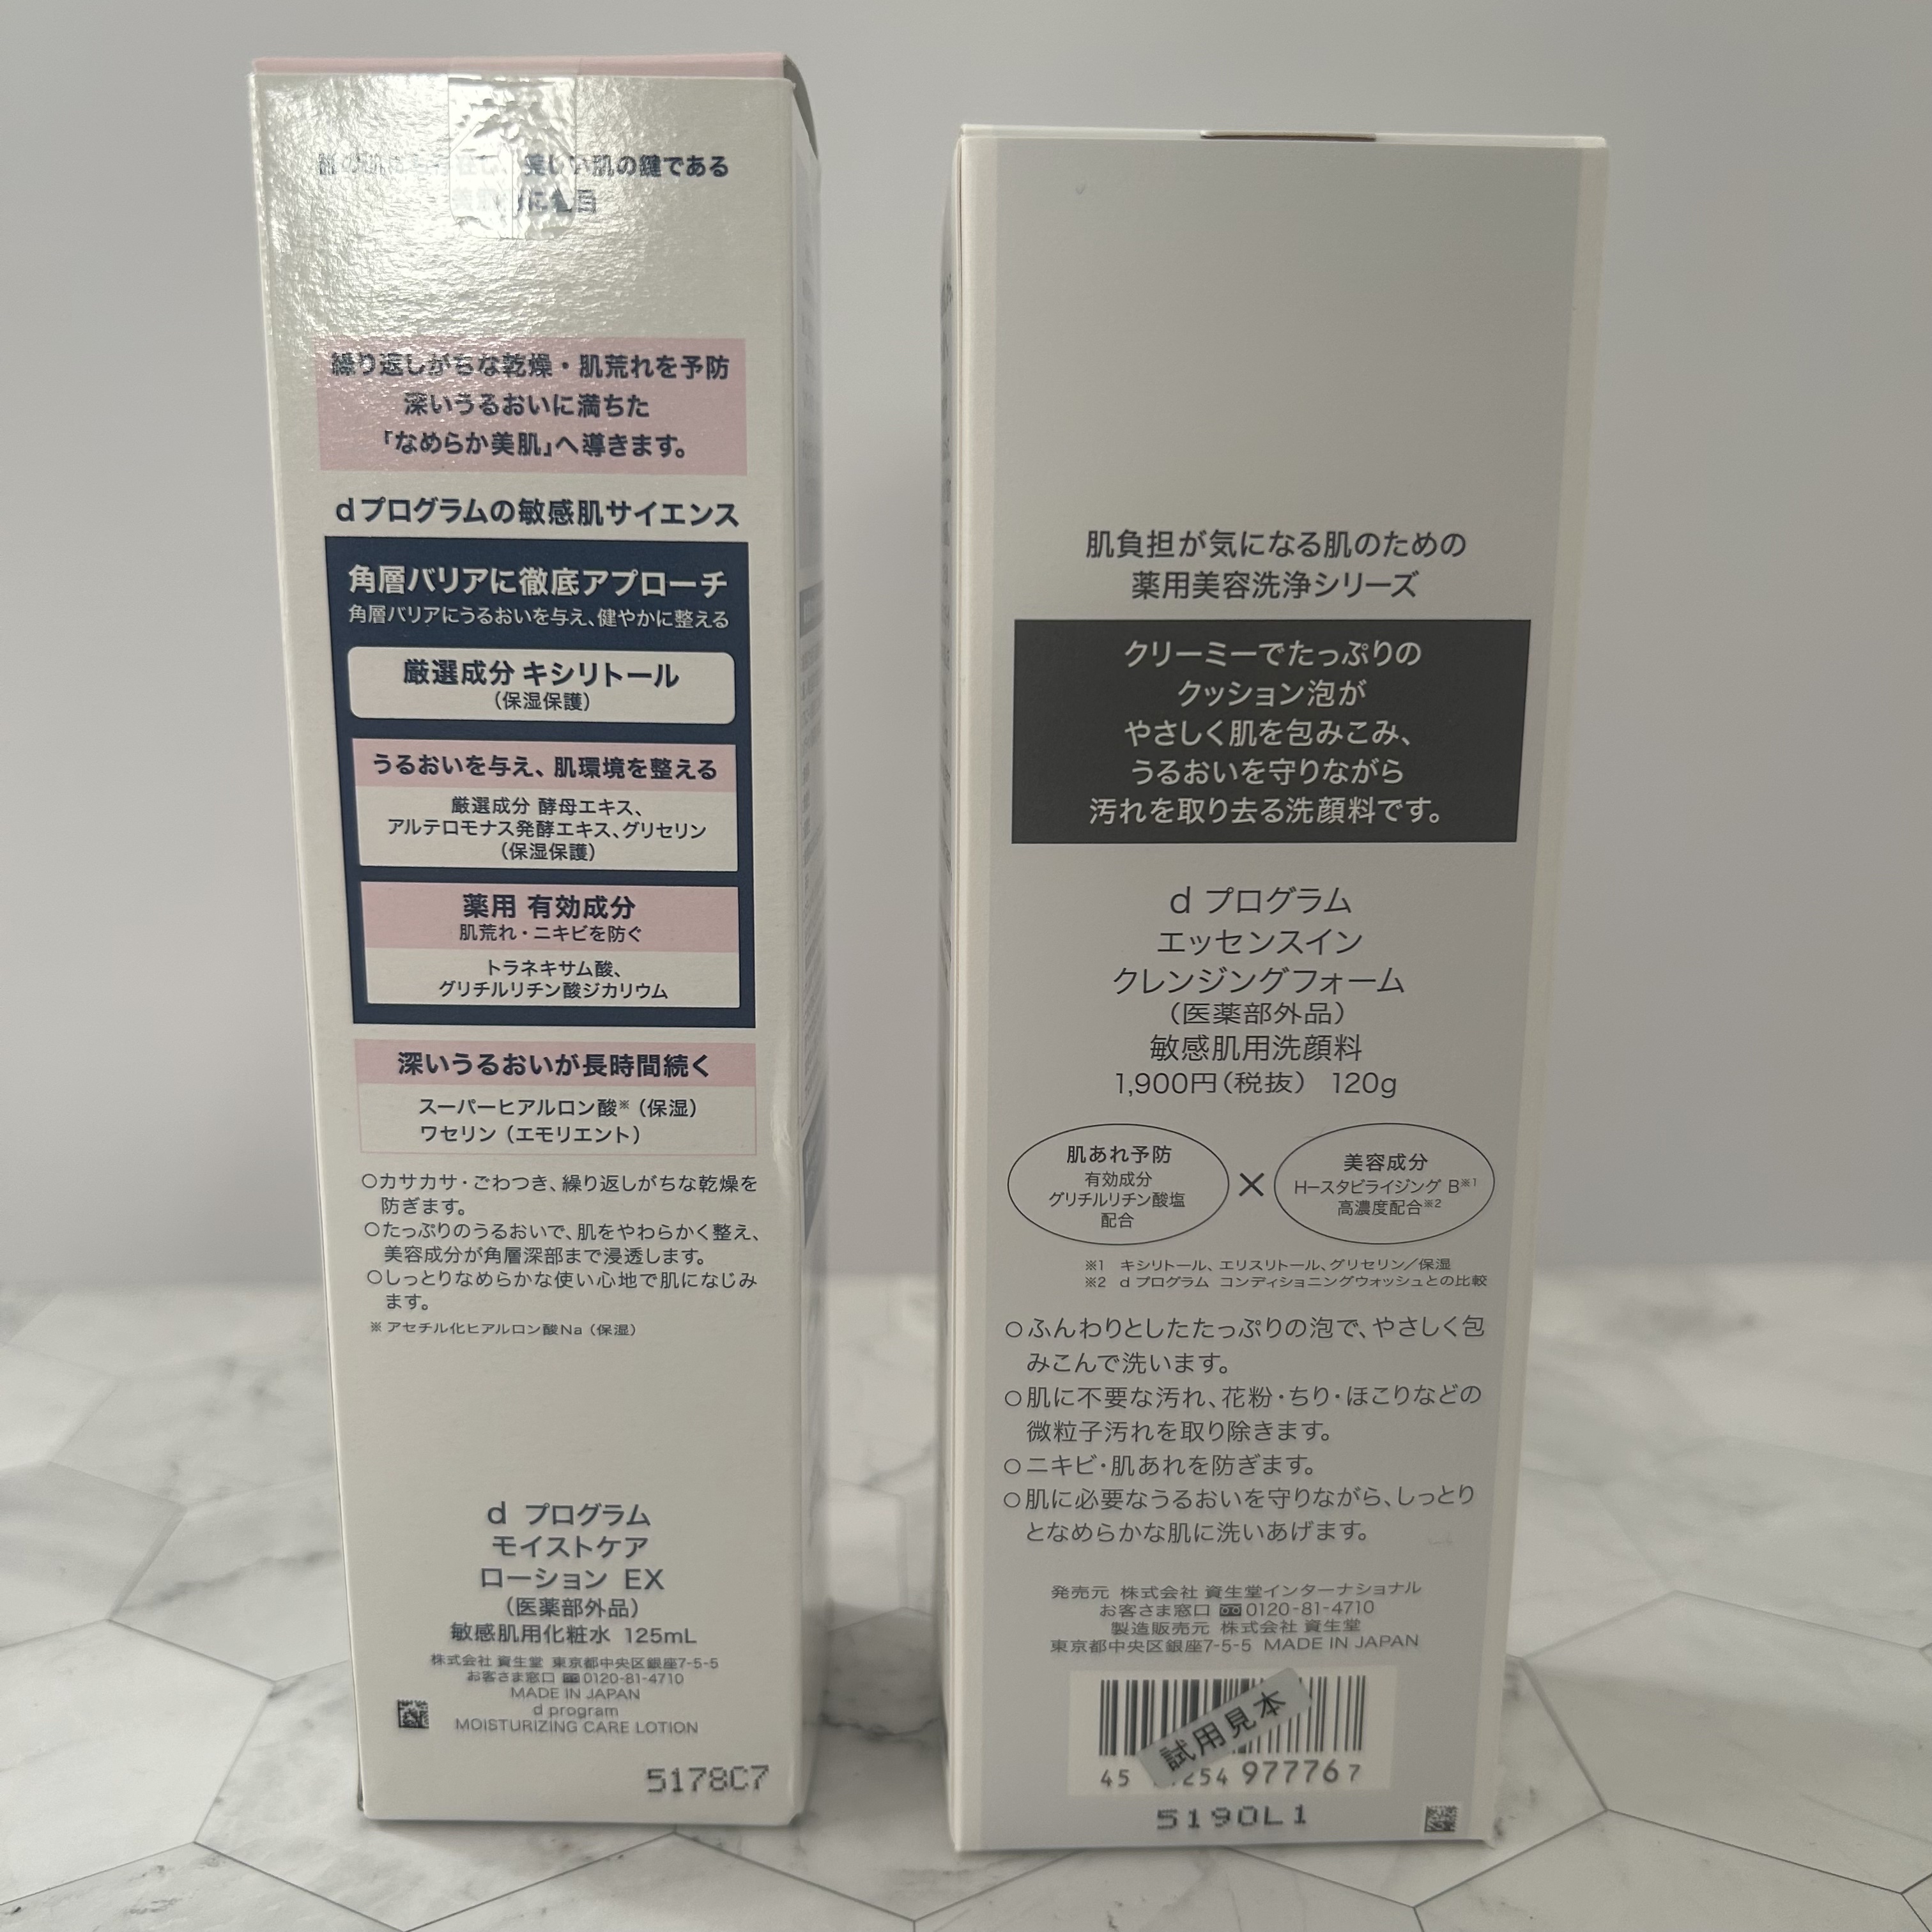 美しい肌の鍵である
繰り返しがちな乾燥・肌荒れを予防
深いうるおいに満ちた
「なめらか美肌」へ導きます。
dプログラムの敏感肌サイエンス
角層バリアに徹底アプローチ
角層バリアにうるおいを与え、健やかに整える
厳選成分 キシリトール
（保湿保護）
うるおいを与え、肌環境を整える
厳選成分 酵母エキス、
アルテロモナス発酵エキス、グリセリン
（保湿保護）
薬用 有効成分
肌荒れ・ニキビを防ぐ
トラネキサム酸、
グリチルリチン酸ジカリウム
深いうるおいが長時間続く
スーパーヒアルロン酸※（保湿）
ワセリン（エモリエント）
○カサカサ・ごわつき、繰り返しがちな乾燥を
防ぎます。
○たっぷりのうるおいで、肌をやわらかく整え、
美容成分が角層深部まで浸透します。
○しっとりなめらかな使い心地で肌になじみ
ます。
※ アセチル化ヒアルロン酸Na（保湿）
d プログラム
モイストケア
ローション EX
（医薬部外品）
敏感肌用化粧水 125mL
株式会社 資生堂 東京都中央区銀座7-5-5
お客さま窓口 0120-81-4710
MADE IN JAPAN
d program
MOISTURIZING CARE LOTION
5178C7
肌負担が気になる肌のための
薬用美容洗浄シリーズ
クリーミーでたっぷりの
クッション泡が
やさしく肌を包みこみ、
うるおいを守りながら
汚れを取り去る洗顔料です。
d プログラム
エッセンスイン
クレンジングフォーム
（医薬部外品）
敏感肌用洗顔料
1,900円（税抜） 120g
肌あれ予防
有効成分
グリチルリチン酸塩
配合
×
美容成分
H-スタビライジング B※1
高濃度配合※2
※1 キシリトール、エリスリトール、グリセリン／保湿
※2 d プログラム コンディショニングウォッシュとの比較
○ふんわりとしたたっぷりの泡で、やさしく包
みこんで洗います。
○肌に不要な汚れ、花粉・ちり・ほこりなどの
微粒子汚れを取り除きます。
○ニキビ・肌あれを防ぎます。
○肌に必要なうるおいを守りながら、しっとり
となめらかな肌に洗いあげます。
発売元 株式会社 資生堂インターナショナル
お客さま窓口 0120-81-4710
製造販売元 株式会社 資生堂
東京都中央区銀座7-5-5 MADE IN JAPAN
試用見本
45 254 977767
5190L1